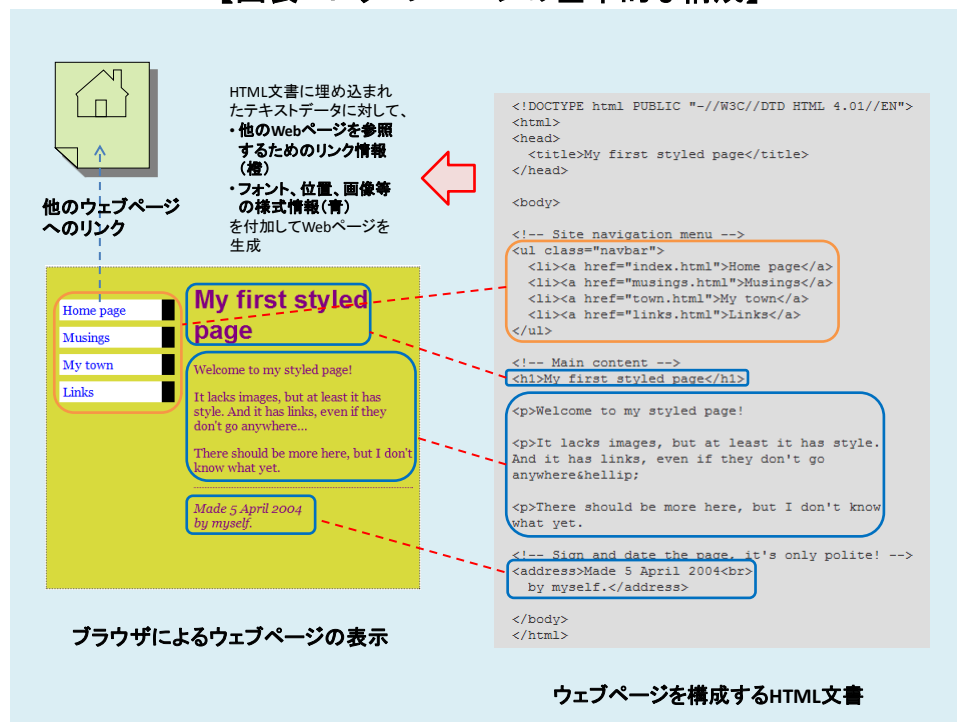 HTML文書に埋め込まれ
たテキストデータに対して、
・他のWebページを参照
するためのリンク情報
（橙）
・フォント、位置、画像等
の様式情報（青）
を付加してWebページを
生成
他のウェブページ
へのリンク
Home page
Musings
My town
Links
My first styled
page
Welcome to my styled page!
It lacks images, but at least it has
style. And it has links, even if they
don't go anywhere...
There should be more here, but I don't
know what yet.
Made 5 April 2004
by myself.
ブラウザによるウェブページの表示
<!DOCTYPE html PUBLIC "-//W3C//DTD HTML 4.01//EN">
<html>
<head>
<title>My first styled page</title>
</head>
<body>
<!-- Site navigation menu -->
<ul class="navbar">
<li><a href="index.html">Home page</a>
<li><a href="musings.html">Musings</a>
<li><a href="town.html">My town</a>
<li><a href="links.html">Links</a>
</ul>
<!-- Main content -->
<h1>My first styled page</h1>
<p>Welcome to my styled page!
<p>It lacks images, but at least it has style.
And it has links, even if they don't go
anywhere&hellip;
<p>There should be more here, but I don't know
what yet.
<!-- Sign and date the page, it's only polite! -->
<address>Made 5 April 2004<br>
by myself.</address>
</body>
</html>
ウェブページを構成するHTML文書